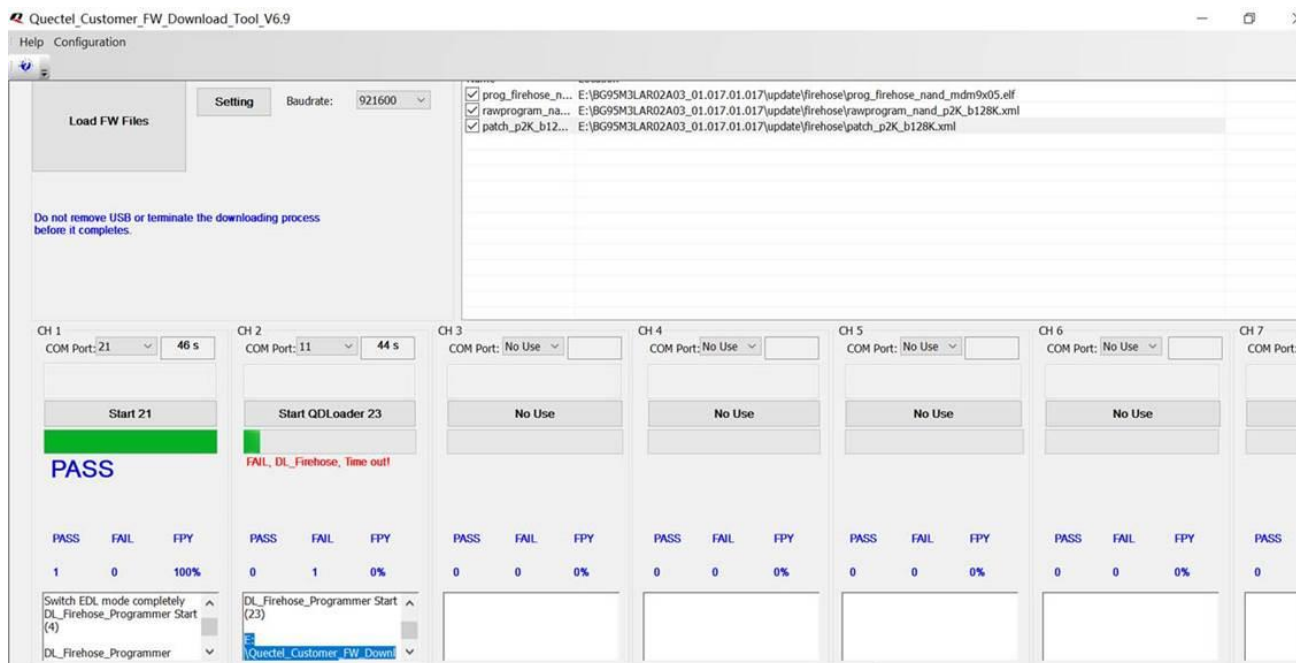 Quectel_Customer_FW_Download_Tool_V6.9
Help Configuration
Load FW Files
Setting
Baudrate: 921600
prog_firehose_n... E:\BG95M3LAR02A03_01.017.01.017\update\firehose\prog_firehose_nand_mdm9x05.elf
rawprogram_na... E:\BG95M3LAR02A03_01.017.01.017\update\firehose\rawprogram_nand_p2K_b128K.xml
patch_p2K_b12... E:\BG95M3LAR02A03_01.017.01.017\update\firehose\patch_p2K_b128K.xml
Do not remove USB or terminate the downloading process
before it completes.
CH 1
COM Port: 21 46 s
Start 21
PASS
PASS FAIL FPY
1 0 100%
Switch EDL mode completely
DL_Firehose_Programmer Start
(4)
DL_Firehose_Programmer
CH 2
COM Port: 11 44 s
Start QDLoader 23
FAIL, DL_Firehose, Time out!
PASS FAIL FPY
0 1 0%
DL_Firehose_Programmer Start
(23)
E:
\Quectel_Customer_FW_Downl
CH 3
COM Port: No Use
No Use
PASS FAIL FPY
0 0 0%
CH 4
COM Port: No Use
No Use
PASS FAIL FPY
0 0 0%
CH 5
COM Port: No Use
No Use
PASS FAIL FPY
0 0 0%
CH 6
COM Port: No Use
No Use
PASS FAIL FPY
0 0 0%
CH 7
COM Port:
PASS
0